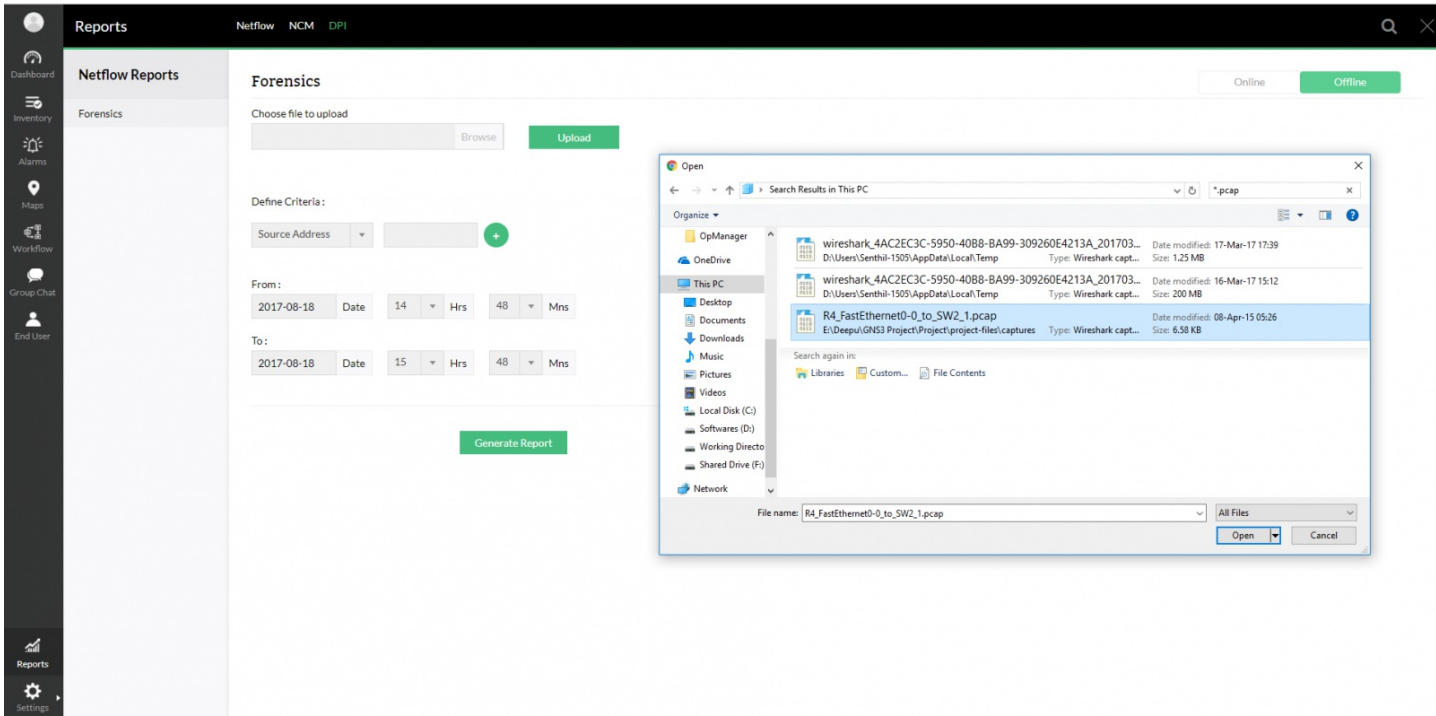 Reports
Netflow NCM DPI
Dashboard
Inventory
Alarms
Maps
Workflow
Group Chat
End User
Reports
Settings
Netflow Reports
Forensics
Forensics
Online Offline
Choose file to upload
Browse Upload
Define Criteria :
Source Address
From :
2017-08-18 Date 14 Hrs 48 Mns
To :
2017-08-18 Date 15 Hrs 48 Mns
Generate Report
Open
Search Results in This PC
*.pcap
Organize
OpManager
OneDrive
This PC
Desktop
Documents
Downloads
Music
Pictures
Videos
Local Disk (C:)
Softwares (D:)
Working Directo
Shared Drive (F:)
Network
wireshark_4AC2EC3C-5950-40B8-BA99-309260E4213A_201703... Date modified: 17-Mar-17 17:39
D:\Users\Senthil-1505\AppData\Local\Temp Type: Wireshark capt... Size: 1.25 MB
wireshark_4AC2EC3C-5950-40B8-BA99-309260E4213A_201703... Date modified: 16-Mar-17 15:12
D:\Users\Senthil-1505\AppData\Local\Temp Type: Wireshark capt... Size: 200 MB
R4_FastEthernet0-0_to_SW2_1.pcap Date modified: 08-Apr-15 05:26
E:\Deepu\GNS3 Project\Project\project-files\captures Type: Wireshark capt... Size: 6.58 KB
Search again in:
Libraries Custom... File Contents
File name: R4_FastEthernet0-0_to_SW2_1.pcap All Files
Open Cancel